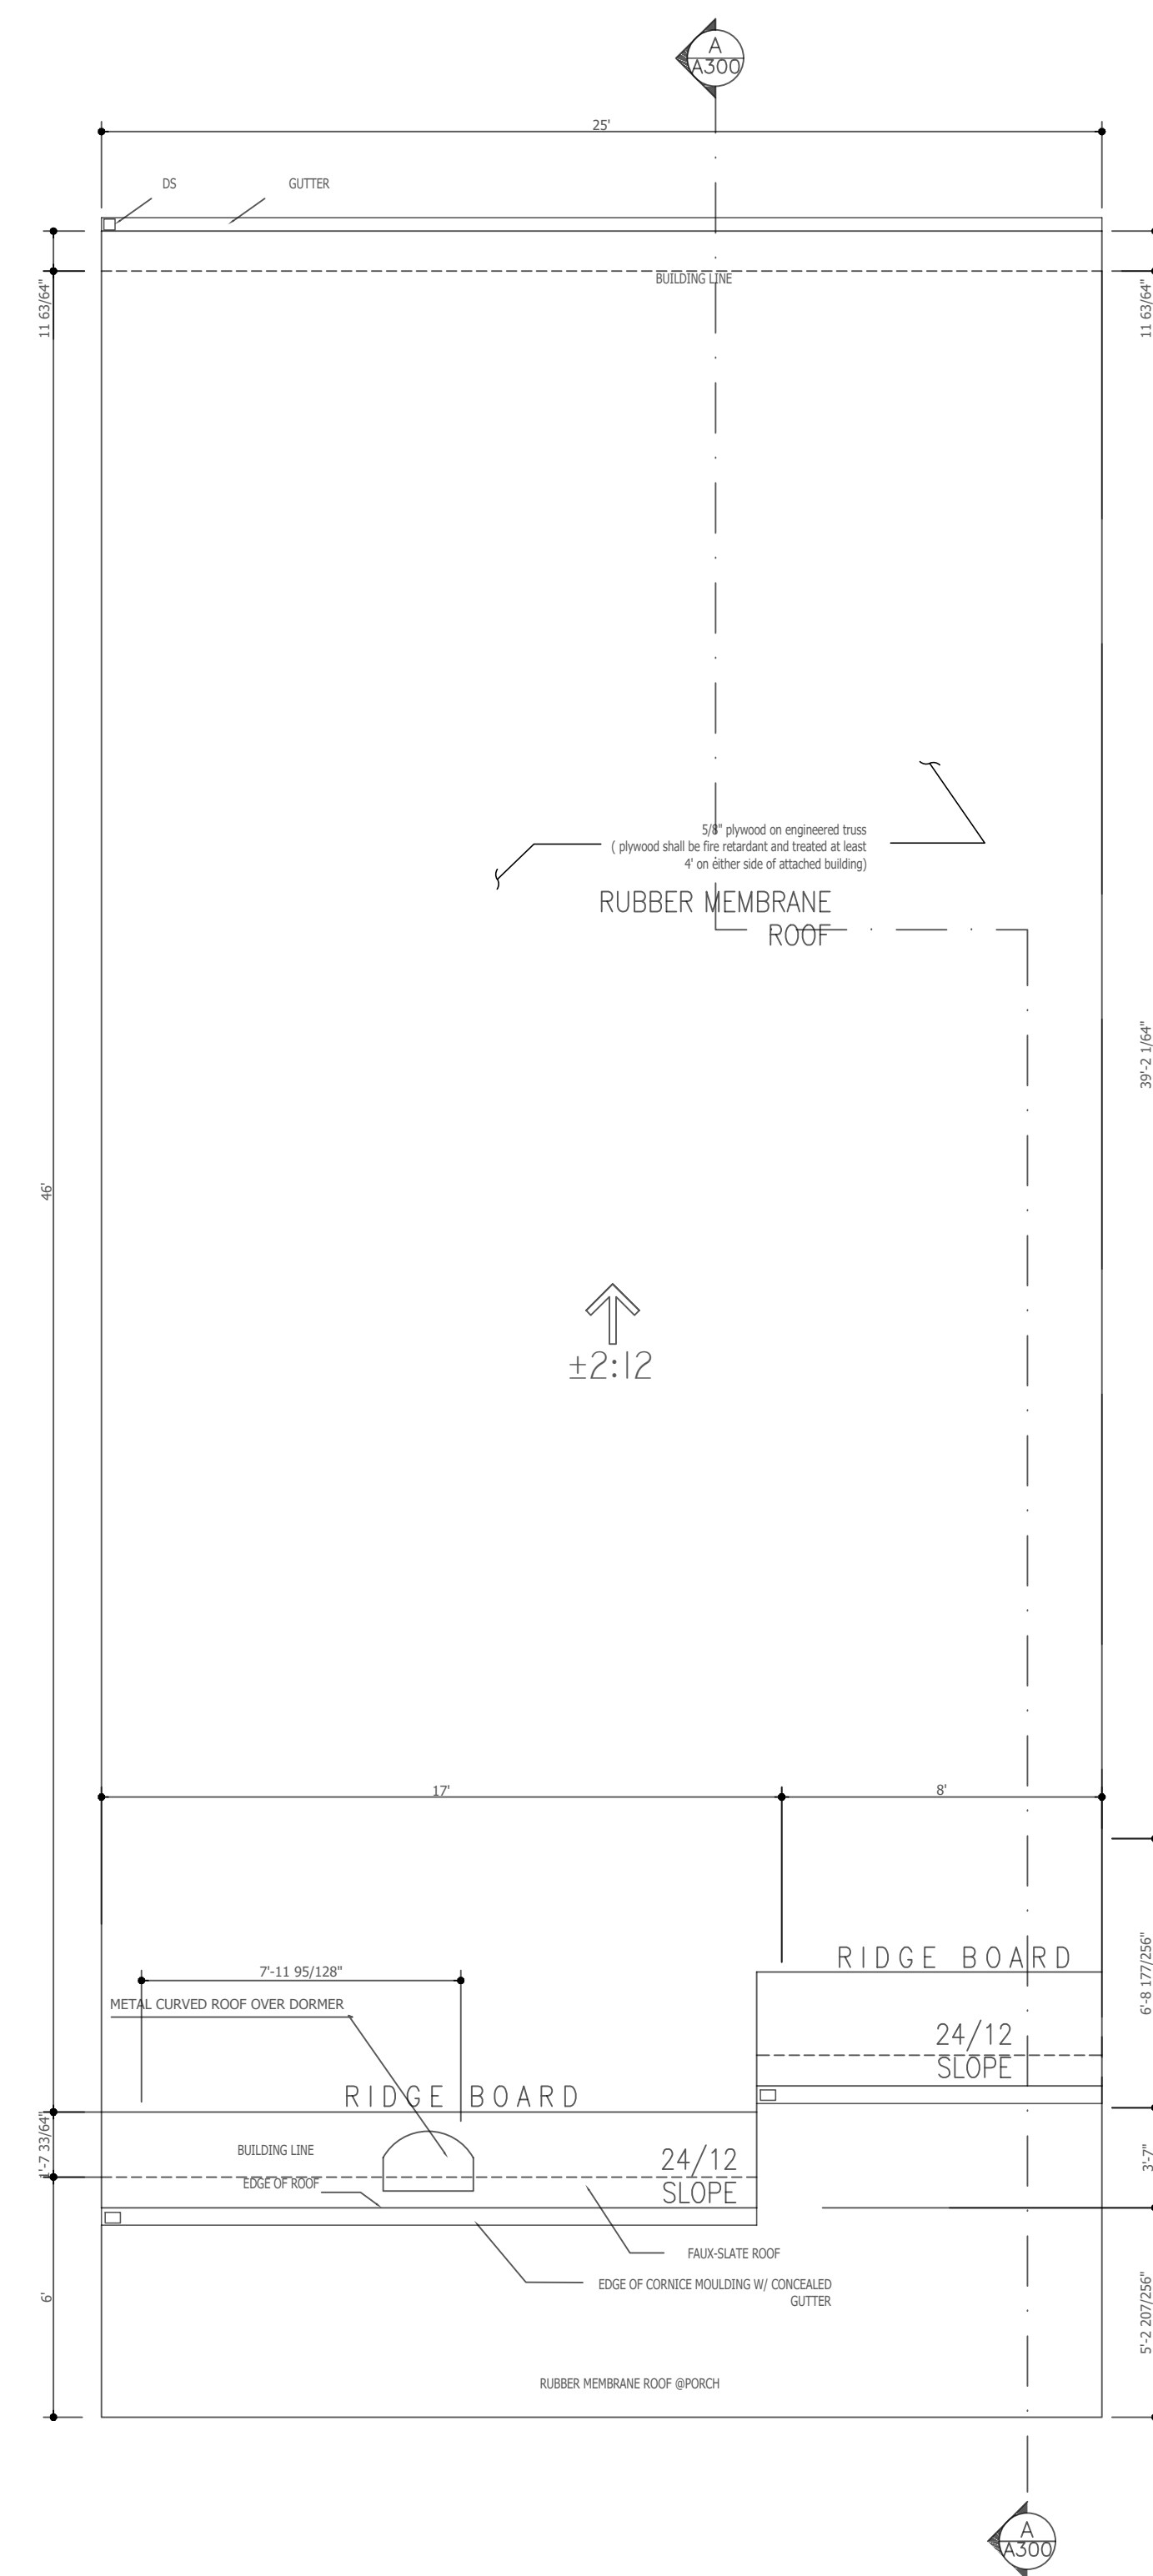 A
A300
25'
DS
GUTTER
BUILDING LINE
11 63/64"
11 63/64"
5/8" plywood on engineered truss
( plywood shall be fire retardant and treated at least
4' on either side of attached building)
RUBBER MEMBRANE
ROOF
39'-2 1/64"
46'
±2:12
17'
8'
RIDGE BOARD
7'-11 95/128"
6'-8 177/256"
METAL CURVED ROOF OVER DORMER
24/12
SLOPE
RIDGE BOARD
1'-7 33/64"
BUILDING LINE
24/12
SLOPE
3'-7"
EDGE OF ROOF
FAUX-SLATE ROOF
EDGE OF CORNICE MOULDING W/ CONCEALED
GUTTER
6'
5'-2 207/256"
RUBBER MEMBRANE ROOF @PORCH
A
A300